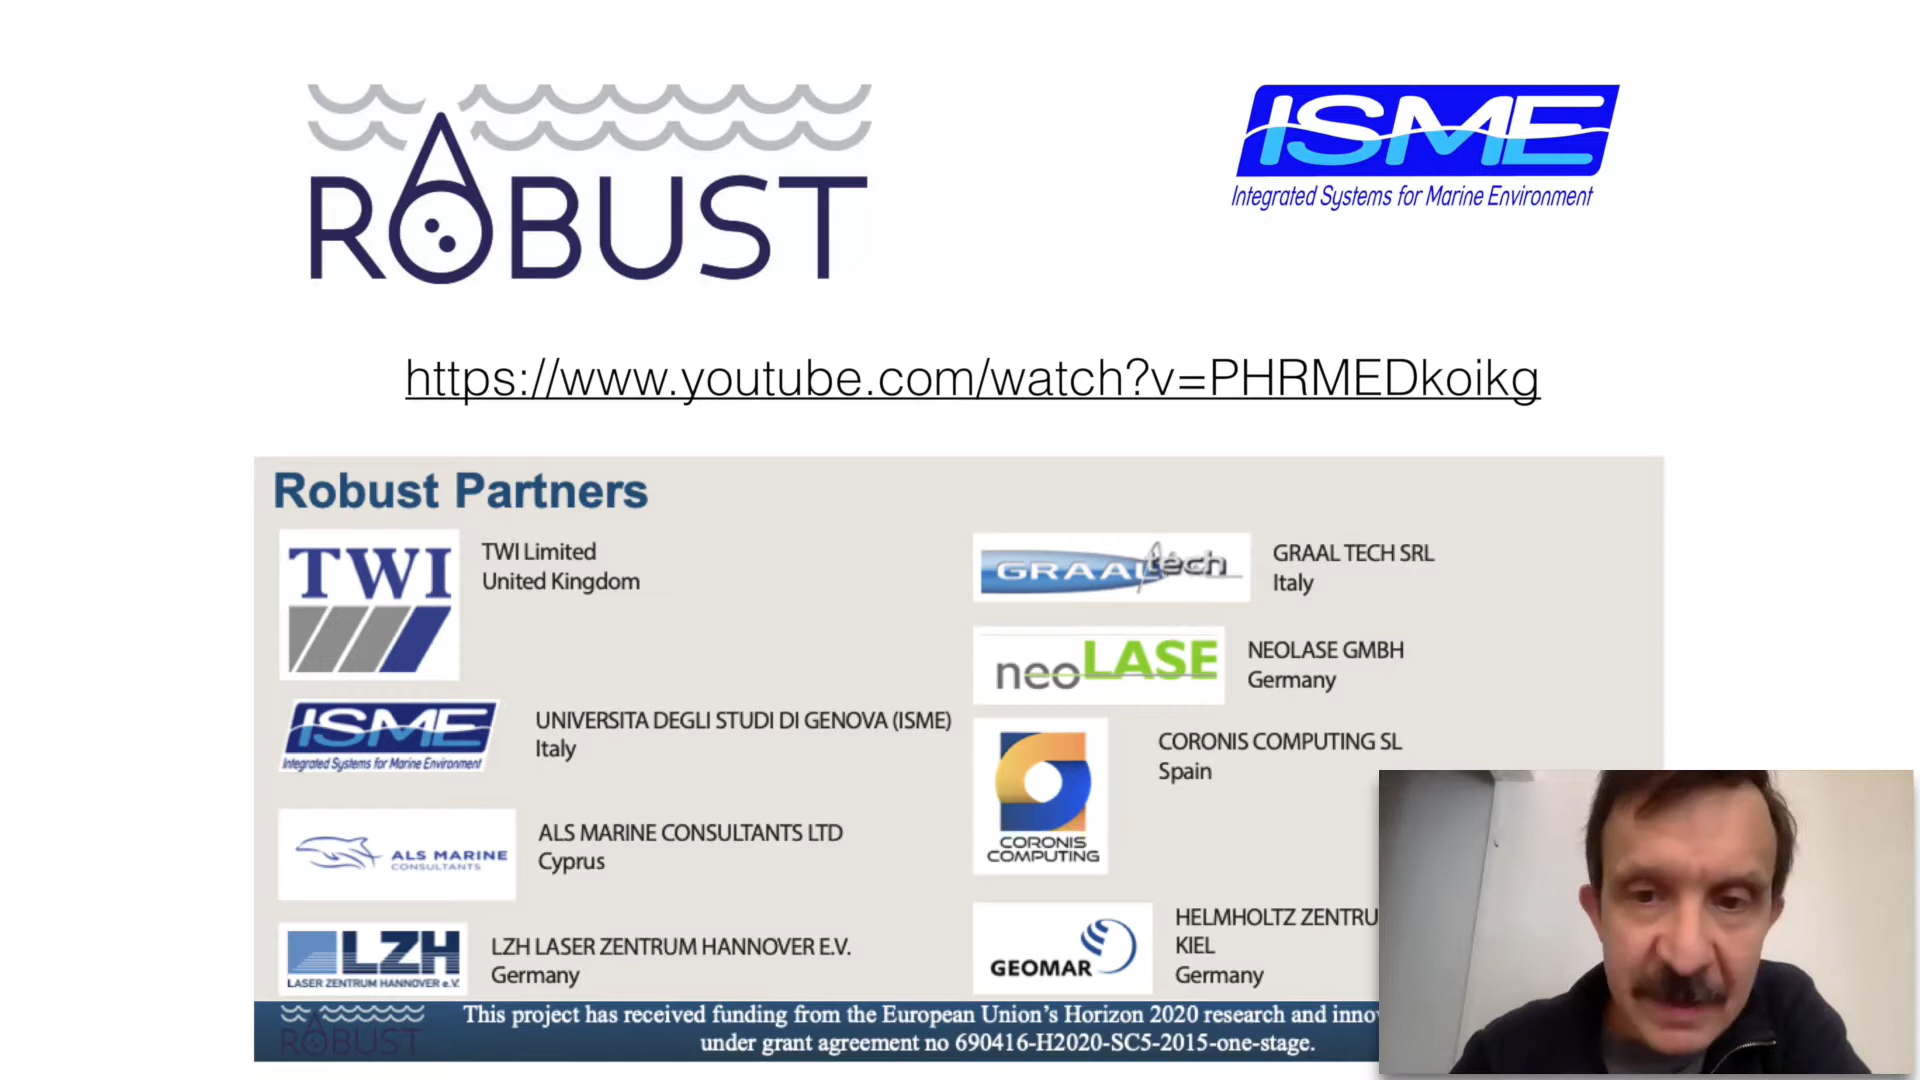 ROBUST
ISME
Integrated Systems for Marine Environment
https://www.youtube.com/watch?v=PHRMEDkoikg
Robust Partners
TWI
TWI Limited
United Kingdom
ISME
Integrated Systems for Marine Environment
UNIVERSITA DEGLI STUDI DI GENOVA (ISME)
Italy
ALS MARINE
CONSULTANTS
ALS MARINE CONSULTANTS LTD
Cyprus
LZH
LASER ZENTRUM HANNOVER e.V.
LZH LASER ZENTRUM HANNOVER E.V.
Germany
GRAALtech
GRAAL TECH SRL
Italy
neoLASE
NEOLASE GMBH
Germany
CORONIS
COMPUTING
CORONIS COMPUTING SL
Spain
GEOMAR
HELMHOLTZ ZENTRU
KIEL
Germany
ROBUST
This project has received funding from the European Union's Horizon 2020 research and inno
under grant agreement no 690416-H2020-SC5-2015-one-stage.